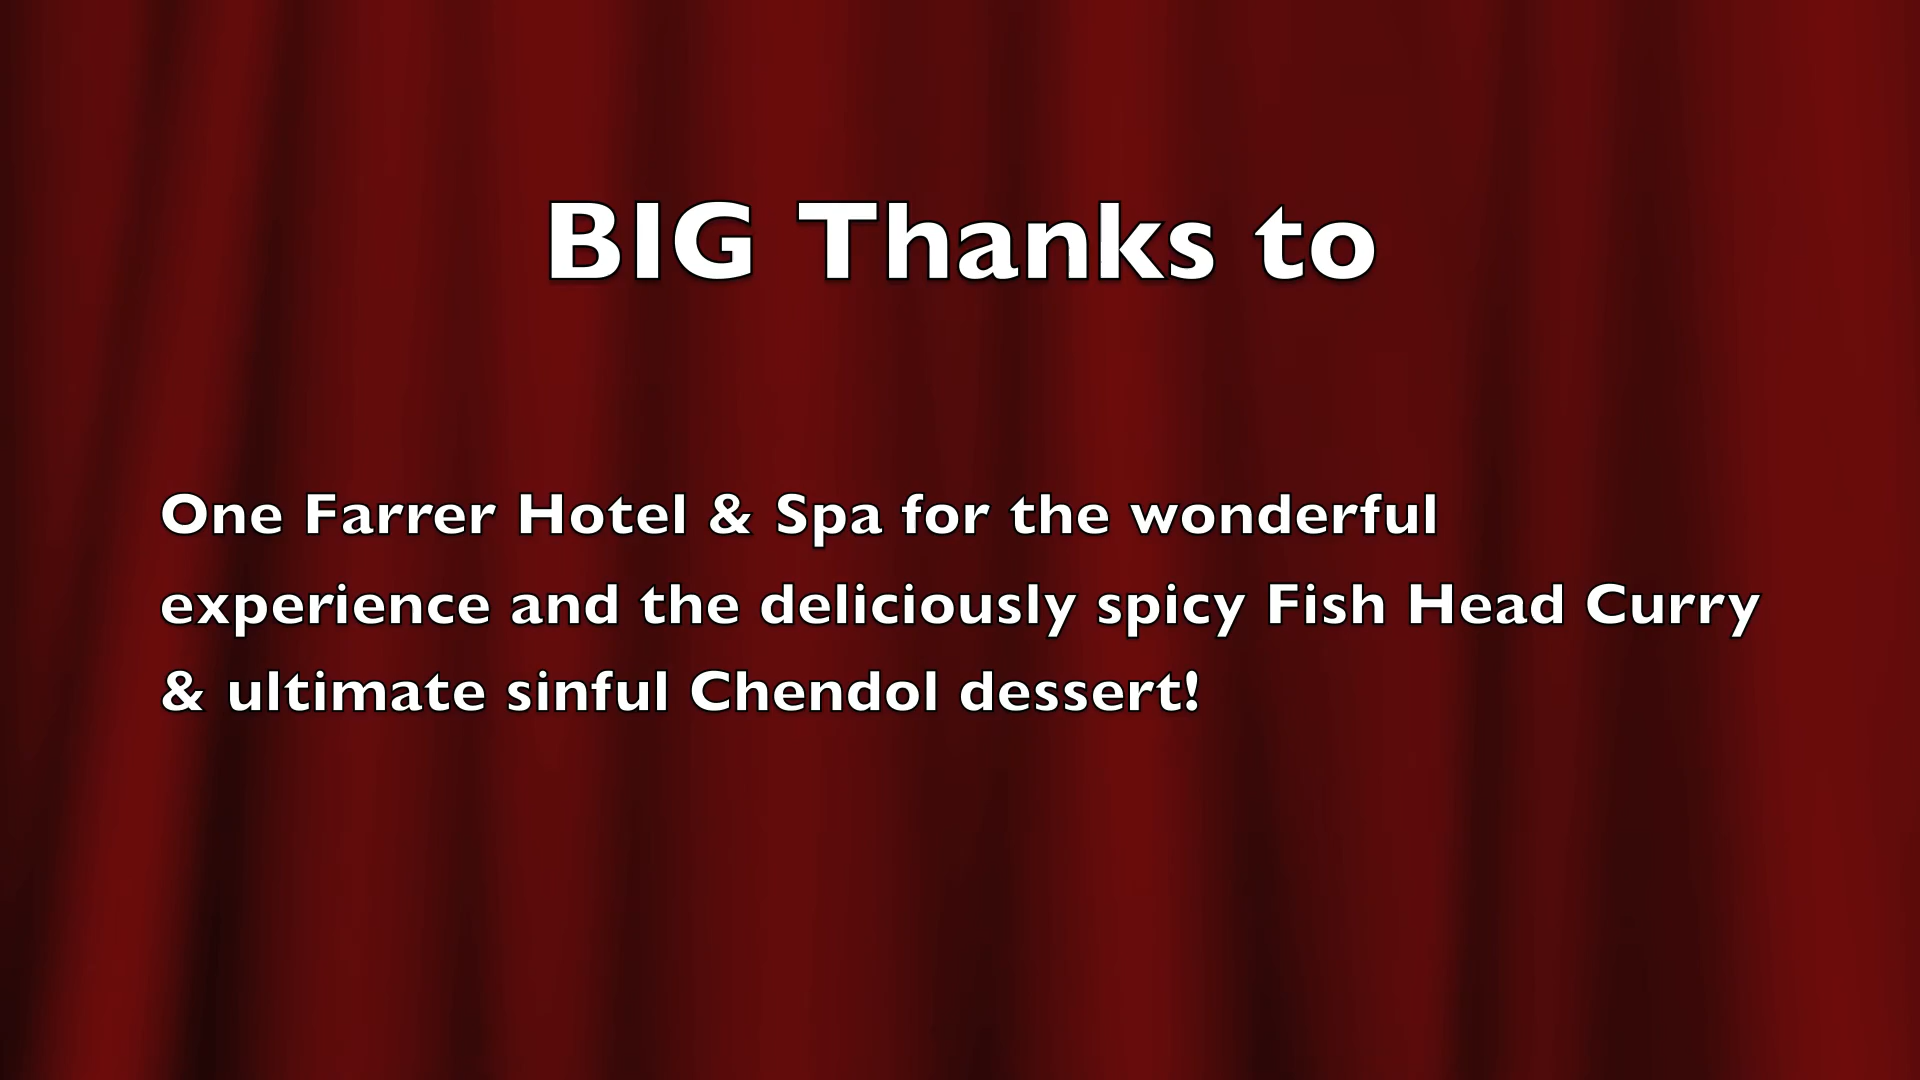 BIG Thanks to
One Farrer Hotel & Spa for the wonderful
experience and the deliciously spicy Fish Head Curry
& ultimate sinful Chendol dessert!